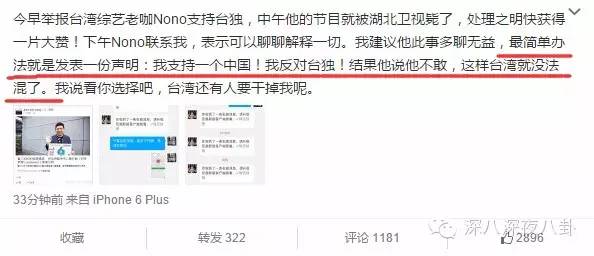 今早举报台湾综艺老咖Nono支持台独，中午他的节目就被湖北卫视毙了，处理之明快获得
一片大赞！下午Nono联系我，表示可以聊聊解释一切。我建议他此事多聊无益，最简单办
法就是发表一份声明：我支持一个中国！我反对台独！结果他说他不敢，这样台湾就没法
混了。我说看你选择吧，台湾还有人要干掉我呢。
33分钟前 来自 iPhone 6 Plus
收藏
转发 322
评论 1181
2896
深八深夜八卦